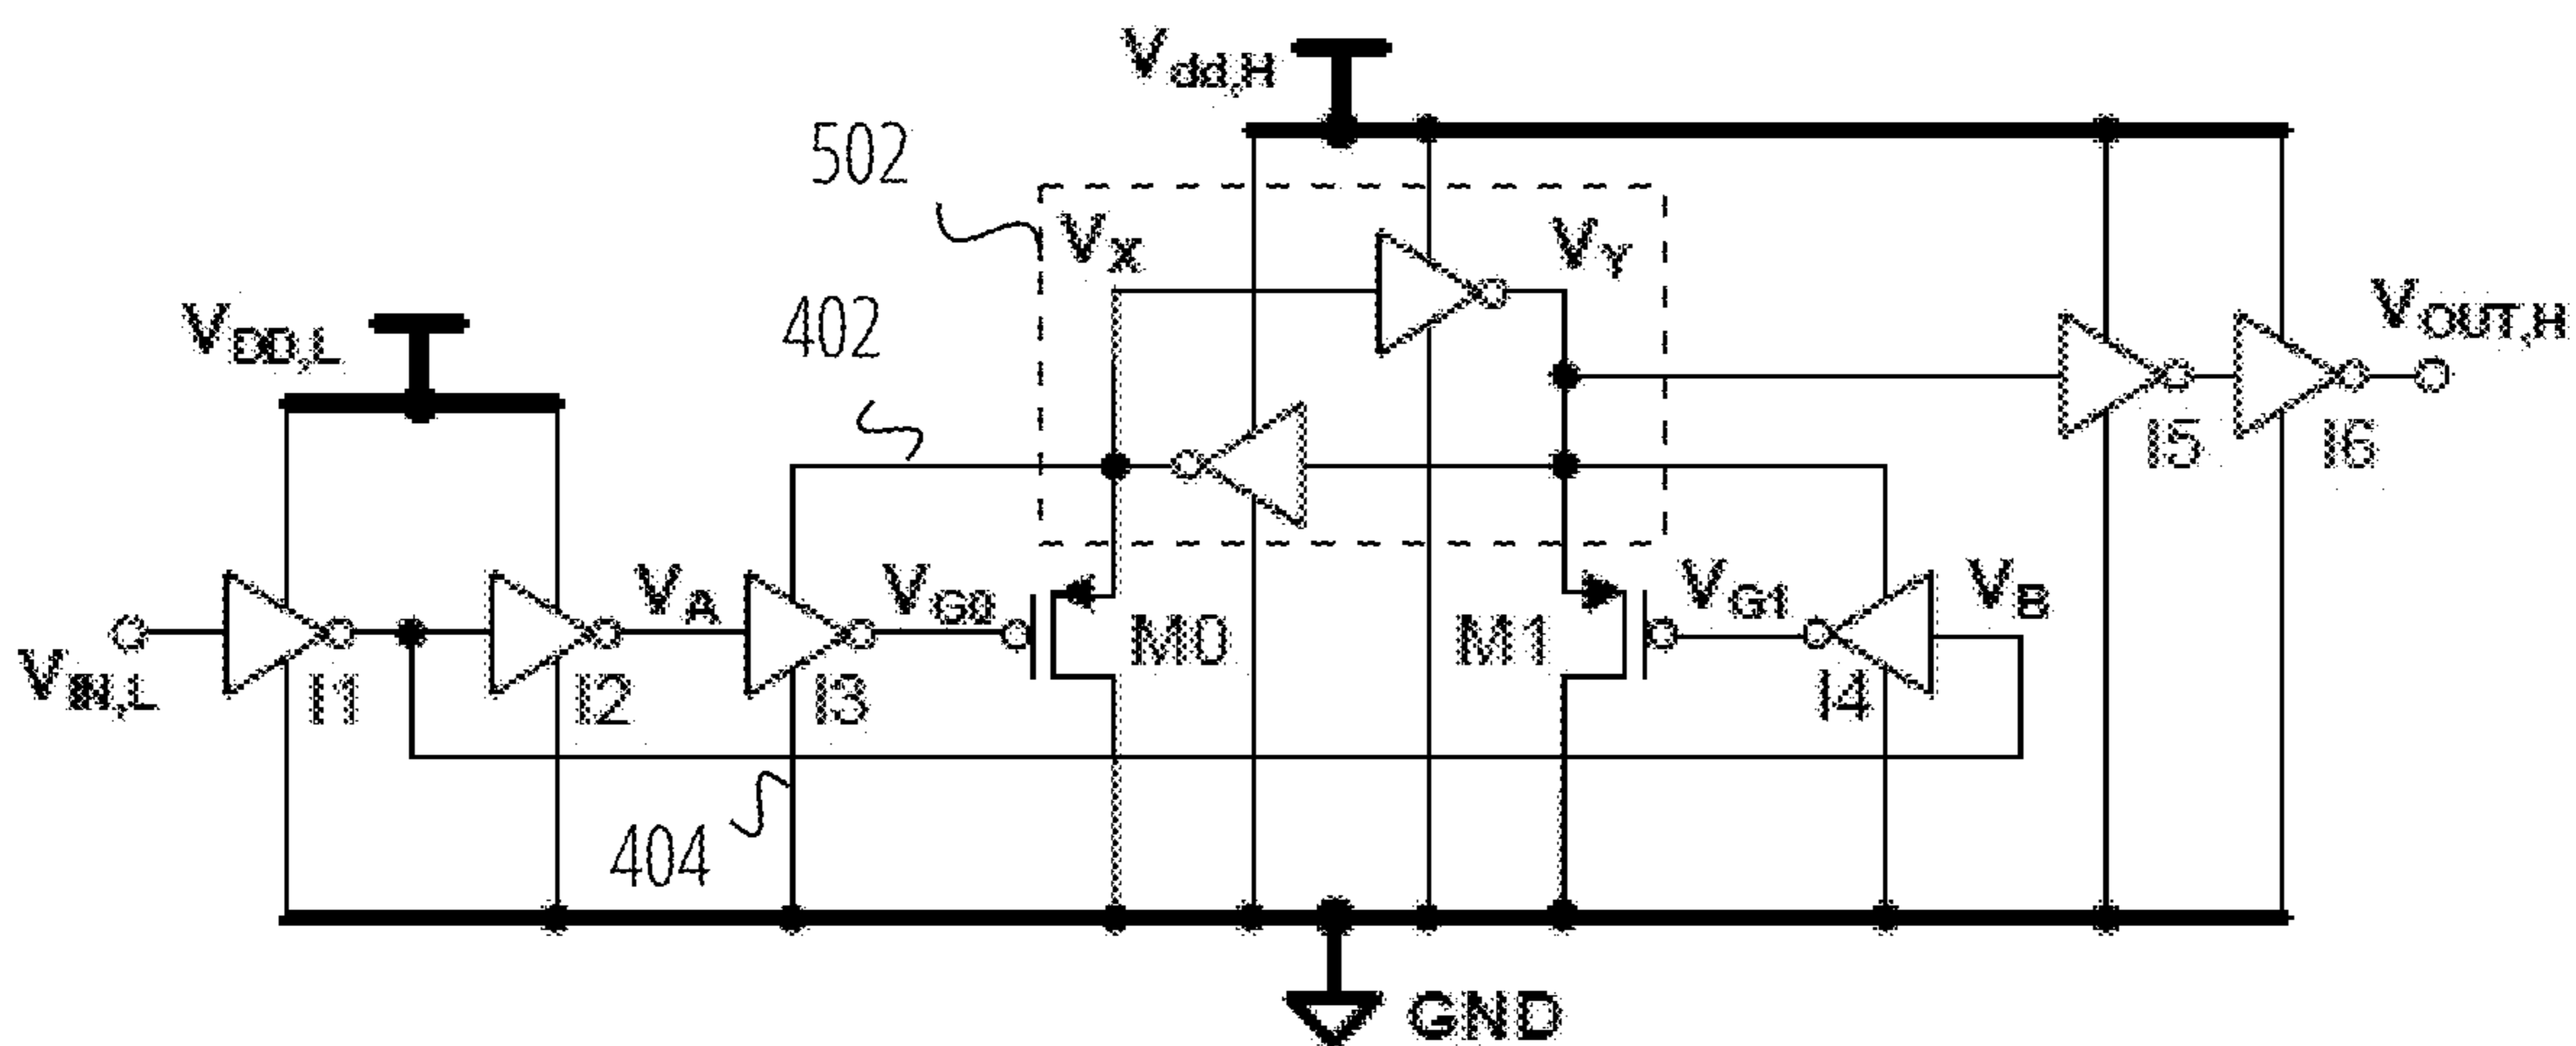 Vdd,H
502
VX
VY
402
VDD,L
VOUT,H
I5
I6
VA
VG0
M0
M1
VG1
VB
VIN,L
I1
I2
I3
I4
404
GND